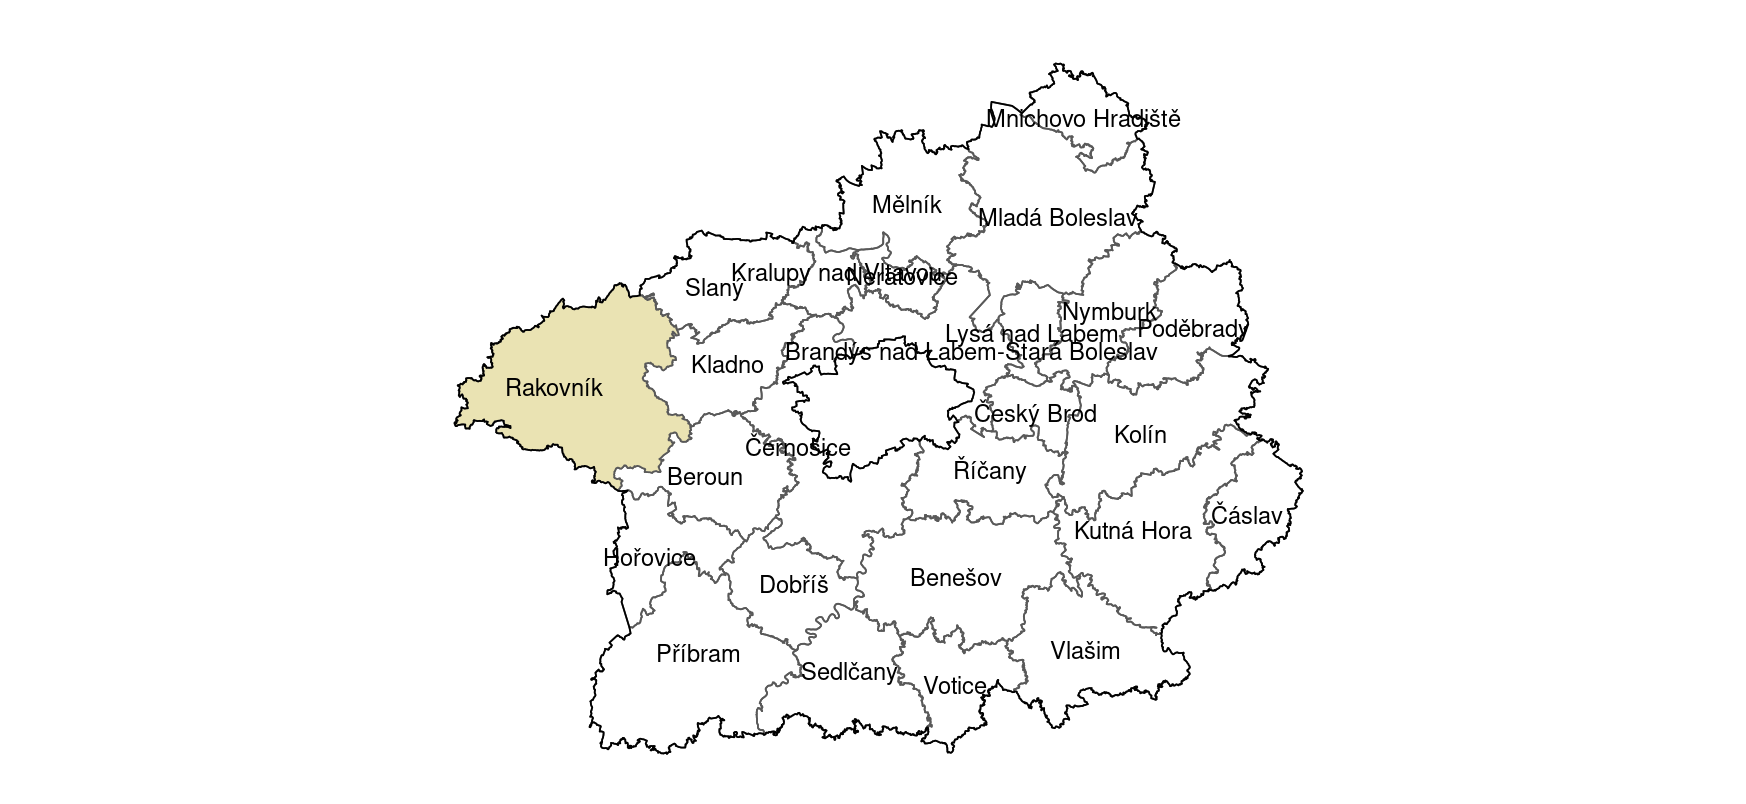 Mnichovo Hradiště
Mělník
Mladá Boleslav
Kralupy nad Vltavou
Neratovice
Slaný
Nymburk
Poděbrady
Lysá nad Labem
Brandýs nad Labem-Stará Boleslav
Kladno
Rakovník
Český Brod
Kolín
Černošice
Říčany
Beroun
Čáslav
Kutná Hora
Hořovice
Benešov
Dobříš
Vlašim
Příbram
Sedlčany
Votice